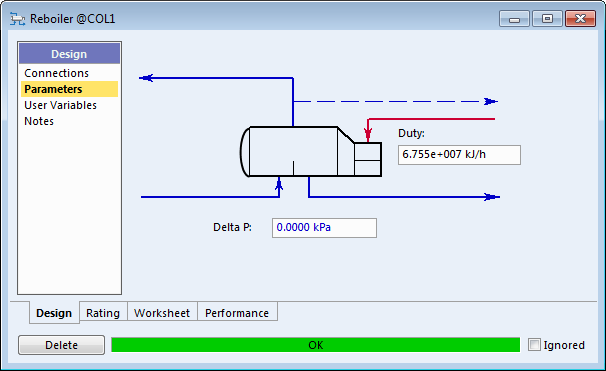 Reboiler @COL1
Design
Connections
Parameters
User Variables
Notes
Duty:
6.755e+007 kJ/h
Delta P:
0.0000 kPa
Design
Rating
Worksheet
Performance
Delete
OK
Ignored